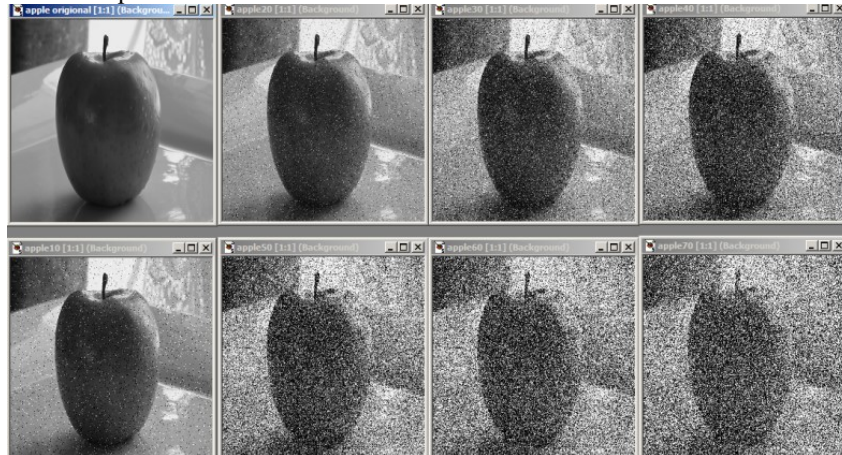 apple origional [1:1] (Backgrou...
apple20 [1:1] (Background)
apple30 [1:1] (Background)
apple40 [1:1] (Background)
apple10 [1:1] (Background)
apple50 [1:1] (Background)
apple60 [1:1] (Background)
apple70 [1:1] (Background)